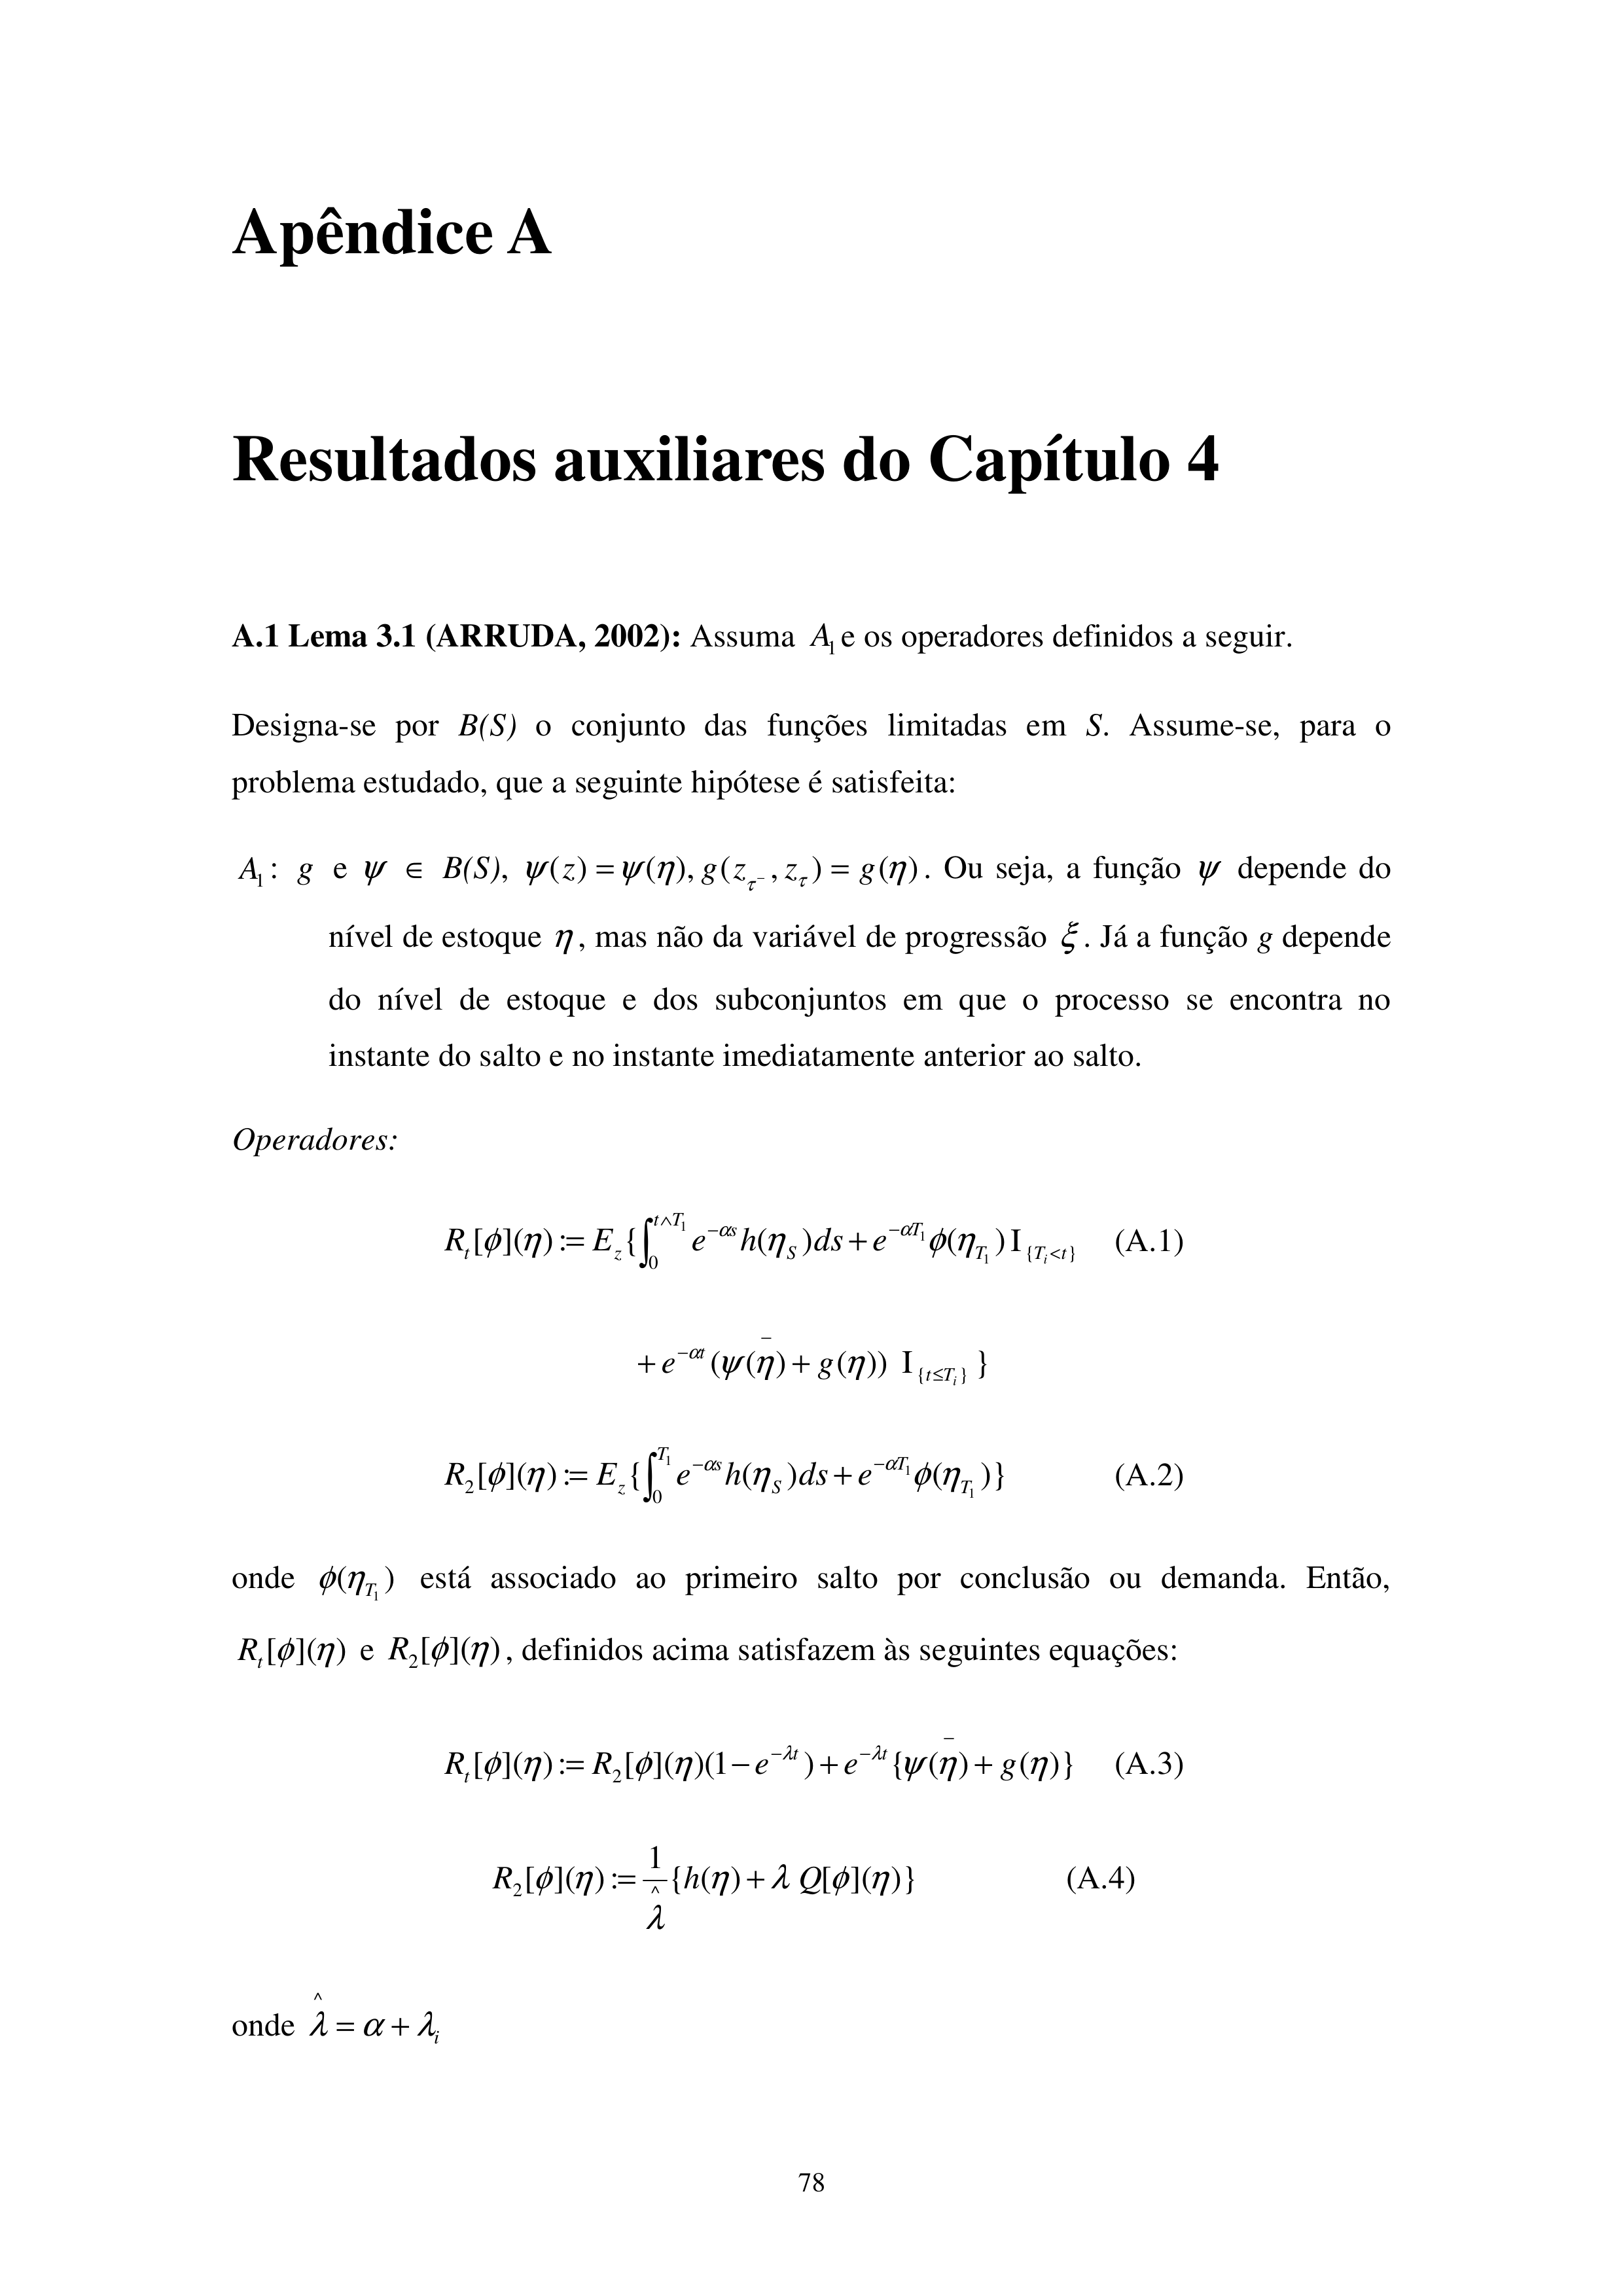 Apêndice A
Resultados auxiliares do Capítulo 4
A.1 Lema 3.1 (ARRUDA, 2002): Assuma $A_1$ e os operadores definidos a seguir.
Designa-se por B(S) o conjunto das funções limitadas em S. Assume-se, para o
problema estudado, que a seguinte hipótese é satisfeita:
$A_1$: g e $\psi \in$ B(S), $\psi(z) = \psi(\eta), g(z_{\tau^-}, z_\tau) = g(\eta)$. Ou seja, a função $\psi$ depende do
nível de estoque $\eta$, mas não da variável de progressão $\xi$. Já a função g depende
do nível de estoque e dos subconjuntos em que o processo se encontra no
instante do salto e no instante imediatamente anterior ao salto.
Operadores:
$R_t[\phi](\eta) := E_z\{\int_0^{t \wedge T_1} e^{-\alpha s} h(\eta_S) ds + e^{-\alpha T_1} \phi(\eta_{T_1}) \mathrm{I}_{\{T_i < t\}}$ (A.1)
$+ e^{-\alpha t} (\psi(\bar{\eta}) + g(\eta)) \mathrm{I}_{\{t \leq T_i\}} \}$
$R_2[\phi](\eta) := E_z\{\int_0^{T_1} e^{-\alpha s} h(\eta_S) ds + e^{-\alpha T_1} \phi(\eta_{T_1})\}$ (A.2)
onde $\phi(\eta_{T_1})$ está associado ao primeiro salto por conclusão ou demanda. Então,
$R_t[\phi](\eta)$ e $R_2[\phi](\eta)$, definidos acima satisfazem às seguintes equações:
$R_t[\phi](\eta) := R_2[\phi](\eta)(1 - e^{-\lambda t}) + e^{-\lambda t} \{\psi(\bar{\eta}) + g(\eta)\}$ (A.3)
$R_2[\phi](\eta) := \frac{1}{\hat{\lambda}} \{h(\eta) + \lambda \, Q[\phi](\eta)\}$ (A.4)
onde $\hat{\lambda} = \alpha + \lambda_i$
78